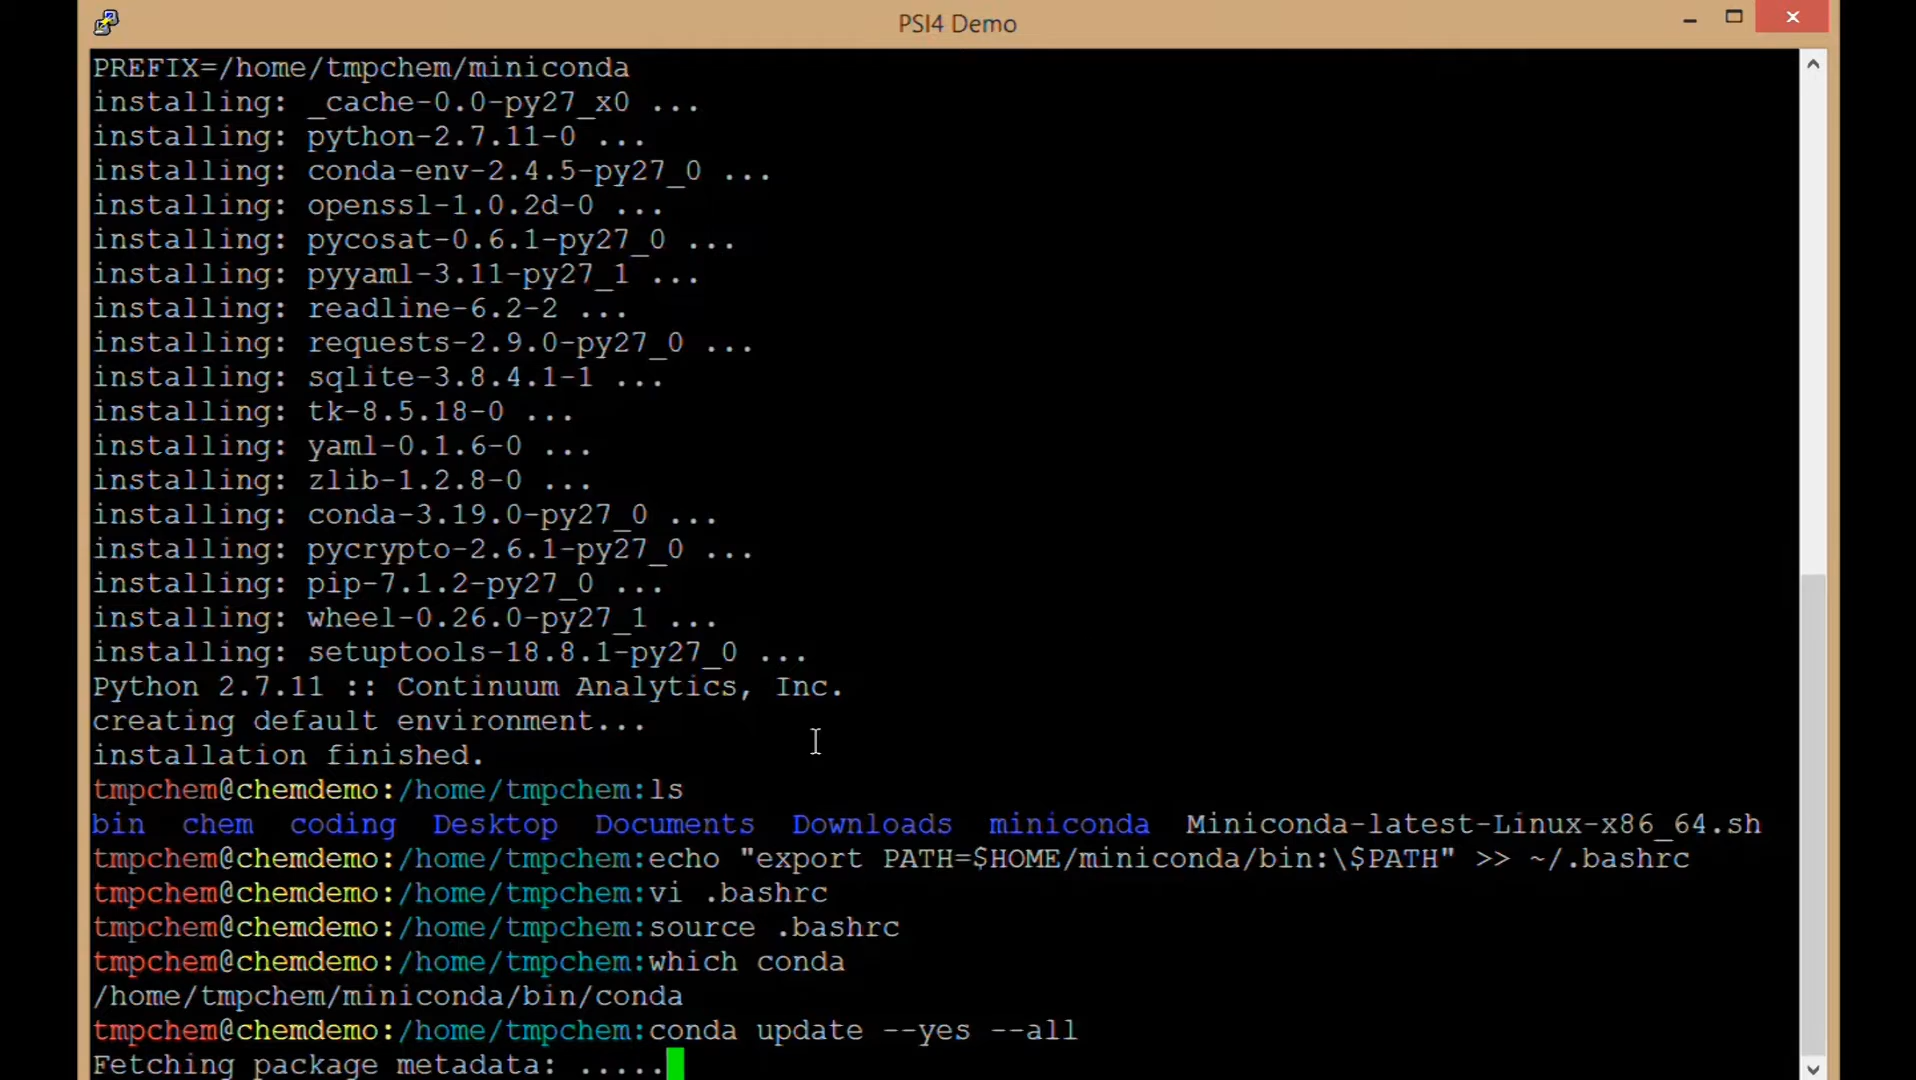 PSI4 Demo
PREFIX=/home/tmpchem/miniconda
installing: _cache-0.0-py27_x0 ...
installing: python-2.7.11-0 ...
installing: conda-env-2.4.5-py27_0 ...
installing: openssl-1.0.2d-0 ...
installing: pycosat-0.6.1-py27_0 ...
installing: pyyaml-3.11-py27_1 ...
installing: readline-6.2-2 ...
installing: requests-2.9.0-py27_0 ...
installing: sqlite-3.8.4.1-1 ...
installing: tk-8.5.18-0 ...
installing: yaml-0.1.6-0 ...
installing: zlib-1.2.8-0 ...
installing: conda-3.19.0-py27_0 ...
installing: pycrypto-2.6.1-py27_0 ...
installing: pip-7.1.2-py27_0 ...
installing: wheel-0.26.0-py27_1 ...
installing: setuptools-18.8.1-py27_0 ...
Python 2.7.11 :: Continuum Analytics, Inc.
creating default environment...
installation finished.
tmpchem@chemdemo:/home/tmpchem:ls
bin  chem  coding  Desktop  Documents  Downloads  miniconda  Miniconda-latest-Linux-x86_64.sh
tmpchem@chemdemo:/home/tmpchem:echo "export PATH=$HOME/miniconda/bin:\$PATH" >> ~/.bashrc
tmpchem@chemdemo:/home/tmpchem:vi .bashrc
tmpchem@chemdemo:/home/tmpchem:source .bashrc
tmpchem@chemdemo:/home/tmpchem:which conda
/home/tmpchem/miniconda/bin/conda
tmpchem@chemdemo:/home/tmpchem:conda update --yes --all
Fetching package metadata: .....